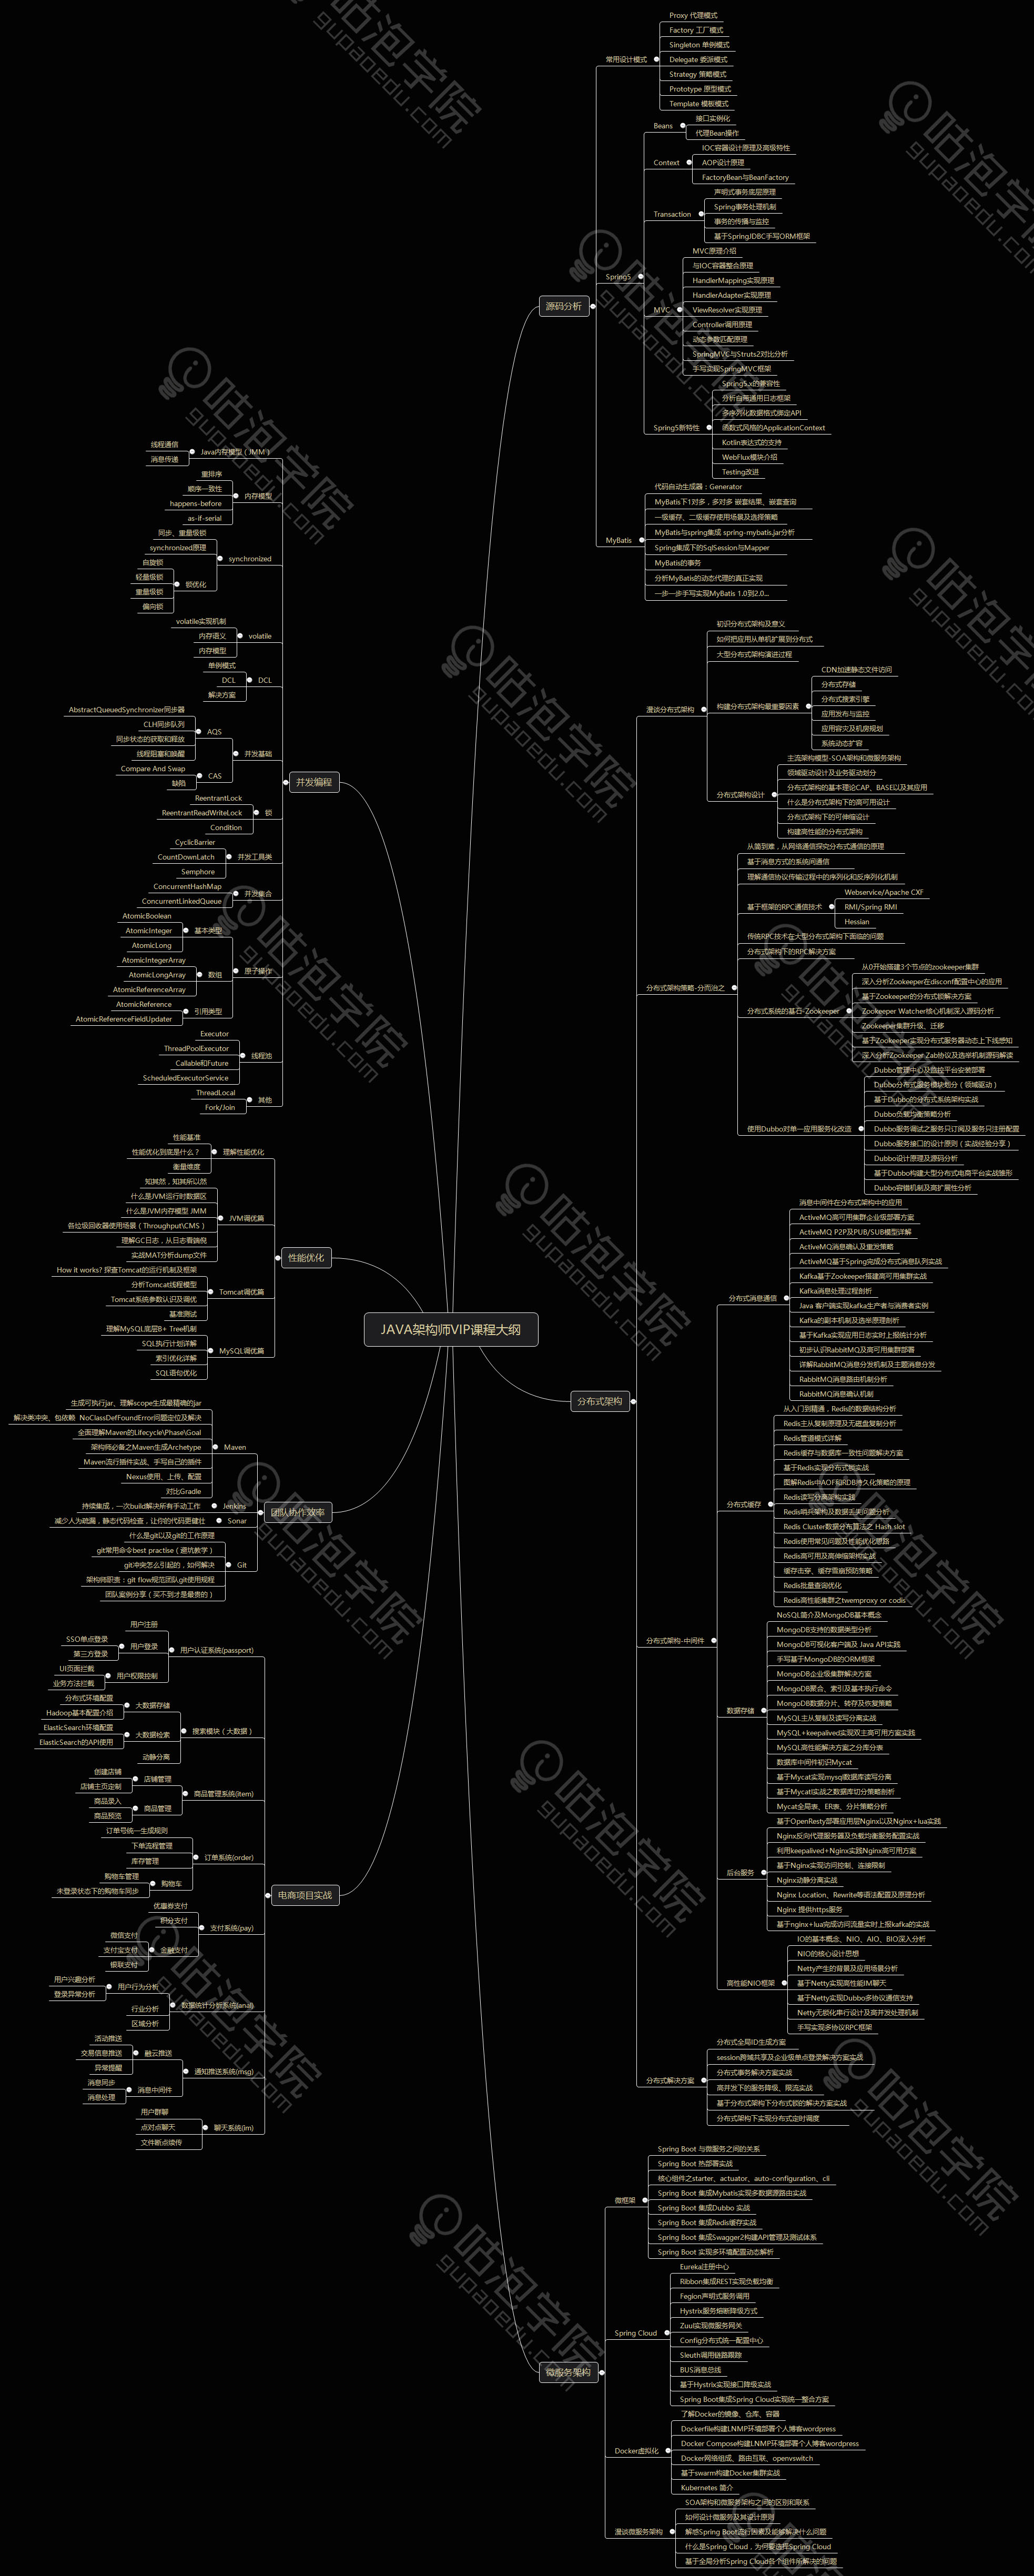 JAVA架构师VIP课程大纲
源码分析
常用设计模式
Proxy 代理模式
Factory 工厂模式
Singleton 单例模式
Delegate 委派模式
Strategy 策略模式
Prototype 原型模式
Template 模板模式
Spring5
Beans
接口实例化
代理Bean操作
Context
IOC容器设计原理及高级特性
AOP设计原理
FactoryBean与BeanFactory
Transaction
声明式事务底层原理
Spring事务处理机制
事务的传播与监控
基于SpringJDBC手写ORM框架
MVC
MVC原理介绍
与IOC容器整合原理
HandlerMapping实现原理
HandlerAdapter实现原理
ViewResolver实现原理
Controller调用原理
动态参数匹配原理
SpringMVC与Struts2对比分析
手写实现SpringMVC框架
Spring5新特性
Spring5.x的兼容性
分析自带通用日志框架
多序列化数据格式绑定API
函数式风格的ApplicationContext
Kotlin表达式的支持
WebFlux模块介绍
Testing改进
MyBatis
代码自动生成器：Generator
MyBatis下1对多，多对多 嵌套结果、嵌套查询
一级缓存、二级缓存使用场景及选择策略
MyBatis与spring集成 spring-mybatis.jar分析
Spring集成下的SqlSession与Mapper
MyBatis的事务
分析MyBatis的动态代理的真正实现
一步一步手写实现MyBatis 1.0到2.0...
分布式架构
漫谈分布式架构
初识分布式架构及意义
如何把应用从单机扩展到分布式
大型分布式架构演进过程
构建分布式架构最重要因素
CDN加速静态文件访问
分布式存储
分布式搜索引擎
应用发布与监控
应用容灾及机房规划
系统动态扩容
分布式架构设计
主流架构模型-SOA架构和微服务架构
领域驱动设计及业务驱动划分
分布式架构的基本理论CAP、BASE以及其应用
什么是分布式架构下的高可用设计
分布式架构下的可伸缩设计
构建高性能的分布式架构
分布式架构策略-分而治之
从简到难，从网络通信探究分布式通信的原理
基于消息方式的系统间通信
理解通信协议传输过程中的序列化和反序列化机制
基于框架的RPC通信技术
Webservice/Apache CXF
RMI/Spring RMI
Hessian
传统RPC技术在大型分布式架构下面临的问题
分布式架构下的RPC解决方案
分布式系统的基石-Zookeeper
从0开始搭建3个节点的zookeeper集群
深入分析Zookeeper在disconf配置中心的应用
基于Zookeeper的分布式锁解决方案
Zookeeper Watcher核心机制深入源码分析
Zookeeper集群升级、迁移
基于Zookeeper实现分布式服务器动态上下线感知
深入分析Zookeeper Zab协议及选举机制源码解读
使用Dubbo对单一应用服务化改造
Dubbo管理中心及监控平台安装部署
Dubbo分布式服务模块划分（领域驱动）
基于Dubbo的分布式系统架构实战
Dubbo负载均衡策略分析
Dubbo服务调试之服务只订阅及服务只注册配置
Dubbo服务接口的设计原则（实战经验分享）
Dubbo设计原理及源码分析
基于Dubbo构建大型分布式电商平台实战雏形
Dubbo容错机制及高扩展性分析
分布式架构-中间件
分布式消息通信
消息中间件在分布式架构中的应用
ActiveMQ高可用集群企业级部署方案
ActiveMQ P2P及PUB/SUB模型详解
ActiveMQ消息确认及重发策略
ActiveMQ基于Spring完成分布式消息队列实战
Kafka基于Zookeeper搭建高可用集群实战
Kafka消息处理过程剖析
Java 客户端实现kafka生产者与消费者实例
Kafka的副本机制及选举原理剖析
基于Kafka实现应用日志实时上报统计分析
初步认识RabbitMQ及高可用集群部署
详解RabbitMQ消息分发机制及主题消息分发
RabbitMQ消息路由机制分析
RabbitMQ消息确认机制
分布式缓存
从入门到精通，Redis的数据结构分析
Redis主从复制原理及无磁盘复制分析
Redis管道模式详解
Redis缓存与数据库一致性问题解决方案
基于Redis实现分布式锁实战
图解Redis中AOF和RDB持久化策略的原理
Redis读写分离架构实践
Redis哨兵架构及数据丢失问题分析
Redis Cluster数据分布算法之 Hash slot
Redis使用常见问题及性能优化思路
Redis高可用及高伸缩架构实战
缓存击穿、缓存雪崩预防策略
Redis批量查询优化
Redis高性能集群之twemproxy or codis
数据存储
NoSQL简介及MongoDB基本概念
MongoDB支持的数据类型分析
MongoDB可视化客户端及 Java API实践
手写基于MongoDB的ORM框架
MongoDB企业级集群解决方案
MongoDB聚合、索引及基本执行命令
MongoDB数据分片、转存及恢复策略
MySQL主从复制及读写分离实战
MySQL+keepalived实现双主高可用方案实践
MySQL高性能解决方案之分库分表
数据库中间件初识Mycat
基于Mycat实现mysql数据库读写分离
基于Mycat实战之数据库切分策略剖析
Mycat全局表、ER表、分片策略分析
后台服务
基于OpenResty部署应用层Nginx以及Nginx+lua实践
Nginx反向代理服务器及负载均衡服务配置实战
利用keepalived+Nginx实践Nginx高可用方案
基于Nginx实现访问控制、连接限制
Nginx动静分离实战
Nginx Location、Rewrite等语法配置及原理分析
Nginx 提供https服务
基于nginx+lua完成访问流量实时上报kafka的实战
高性能NIO框架
IO的基本概念、NIO、AIO、BIO深入分析
NIO的核心设计思想
Netty产生的背景及应用场景分析
基于Netty实现高性能IM聊天
基于Netty实现Dubbo多协议通信支持
Netty无锁化串行设计及高并发处理机制
手写实现多协议RPC框架
分布式解决方案
分布式全局ID生成方案
session跨域共享及企业级单点登录解决方案实战
分布式事务解决方案实战
高并发下的服务降级、限流实战
基于分布式架构下分布式锁的解决方案实战
分布式架构下实现分布式定时调度
微服务架构
微框架
Spring Boot 与微服务之间的关系
Spring Boot 热部署实战
核心组件之starter、actuator、auto-configuration、cli
Spring Boot 集成Mybatis实现多数据源路由实战
Spring Boot 集成Dubbo 实战
Spring Boot 集成Redis缓存实战
Spring Boot 集成Swagger2构建API管理及测试体系
Spring Boot 实现多环境配置动态解析
Spring Cloud
Eureka注册中心
Ribbon集成REST实现负载均衡
Fegion声明式服务调用
Hystrix服务熔断降级方式
Zuul实现微服务网关
Config分布式统一配置中心
Sleuth调用链路跟踪
BUS消息总线
基于Hystrix实现接口降级实战
Spring Boot集成Spring Cloud实现统一整合方案
Docker虚拟化
了解Docker的镜像、仓库、容器
Dockerfile构建LNMP环境部署个人博客wordpress
Docker Compose构建LNMP环境部署个人博客wordpress
Docker网络组成、路由互联、openvswitch
基于swarm构建Docker集群实战
Kubernetes 简介
漫谈微服务架构
SOA架构和微服务架构之间的区别和联系
如何设计微服务及其设计原则
解惑Spring Boot流行因素及能够解决什么问题
什么是Spring Cloud，为何要选择Spring Cloud
基于全局分析Spring Cloud各个组件所解决的问题
并发编程
Java内存模型（JMM）
线程通信
消息传递
内存模型
重排序
顺序一致性
happens-before
as-if-serial
synchronized
同步、重量级锁
synchronized原理
锁优化
自旋锁
轻量级锁
重量级锁
偏向锁
volatile
volatile实现机制
内存语义
内存模型
DCL
单例模式
DCL
解决方案
并发基础
AQS
AbstractQueuedSynchronizer同步器
CLH同步队列
同步状态的获取和释放
线程阻塞和唤醒
CAS
Compare And Swap
缺陷
锁
ReentrantLock
ReentrantReadWriteLock
Condition
并发工具类
CyclicBarrier
CountDownLatch
Semphore
并发集合
ConcurrentHashMap
ConcurrentLinkedQueue
原子操作
基本类型
AtomicBoolean
AtomicInteger
AtomicLong
数组
AtomicIntegerArray
AtomicLongArray
AtomicReferenceArray
引用类型
AtomicReference
AtomicReferenceFieldUpdater
线程池
Executor
ThreadPoolExecutor
Callable和Future
ScheduledExecutorService
其他
ThreadLocal
Fork/Join
性能优化
理解性能优化
性能基准
性能优化到底是什么？
衡量维度
JVM调优篇
知其然，知其所以然
什么是JVM运行时数据区
什么是JVM内存模型 JMM
各垃圾回收器使用场景（Throughput\CMS）
理解GC日志，从日志看端倪
实战MAT分析dump文件
Tomcat调优篇
How it works? 探查Tomcat的运行机制及框架
分析Tomcat线程模型
Tomcat系统参数认识及调优
基准测试
MySQL调优篇
理解MySQL底层B+ Tree机制
SQL执行计划详解
索引优化详解
SQL语句优化
团队协作效率
Maven
生成可执行jar、理解scope生成最精确的jar
解决类冲突、包依赖 NoClassDefFoundError问题定位及解决
全面理解Maven的Lifecycle\Phase\Goal
架构师必备之Maven生成Archetype
Maven流行插件实战、手写自己的插件
Nexus使用、上传、配置
对比Gradle
Jenkins
持续集成，一次build解决所有手动工作
Sonar
减少人为疏漏，静态代码检查，让你的代码更健壮
Git
什么是git以及git的工作原理
git常用命令best practise（避坑教学）
git冲突怎么引起的，如何解决
架构师职责：git flow规范团队git使用规程
团队案例分享（买不到才是最贵的）
电商项目实战
用户认证系统(passport)
用户注册
用户登录
SSO单点登录
第三方登录
用户权限控制
UI页面拦截
业务方法拦截
搜素模块（大数据）
大数据存储
分布式环境配置
Hadoop基本配置介绍
大数据检索
ElasticSearch环境配置
ElasticSearch的API使用
动静分离
商品管理系统(item)
店铺管理
创建店铺
店铺主页定制
商品管理
商品录入
商品预览
订单系统(order)
订单号统一生成规则
下单流程管理
库存管理
购物车
购物车管理
未登录状态下的购物车同步
支付系统(pay)
优惠券支付
积分支付
金融支付
微信支付
支付宝支付
银联支付
数据统计分析系统(anal)
用户行为分析
用户兴趣分析
登录异常分析
行业分析
区域分析
通知推送系统(msg)
融云推送
活动推送
交易信息推送
异常提醒
消息中间件
消息同步
消息处理
聊天系统(im)
用户群聊
点对点聊天
文件断点续传
咕泡学院
gupaoedu.com